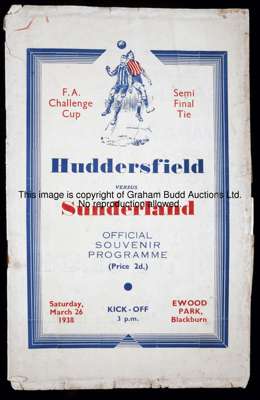 F.A.
Challenge
Cup
Semi
Final
Tie
Huddersfield
VERSUS
This image is copyright of Graham Budd Auctions Ltd.
No reproduction allowed.
Sunderland
OFFICIAL
SOUVENIR
PROGRAMME
(Price 2d.)
Saturday,
March 26
1938
KICK-OFF
3 p.m.
EWOOD
PARK,
Blackburn